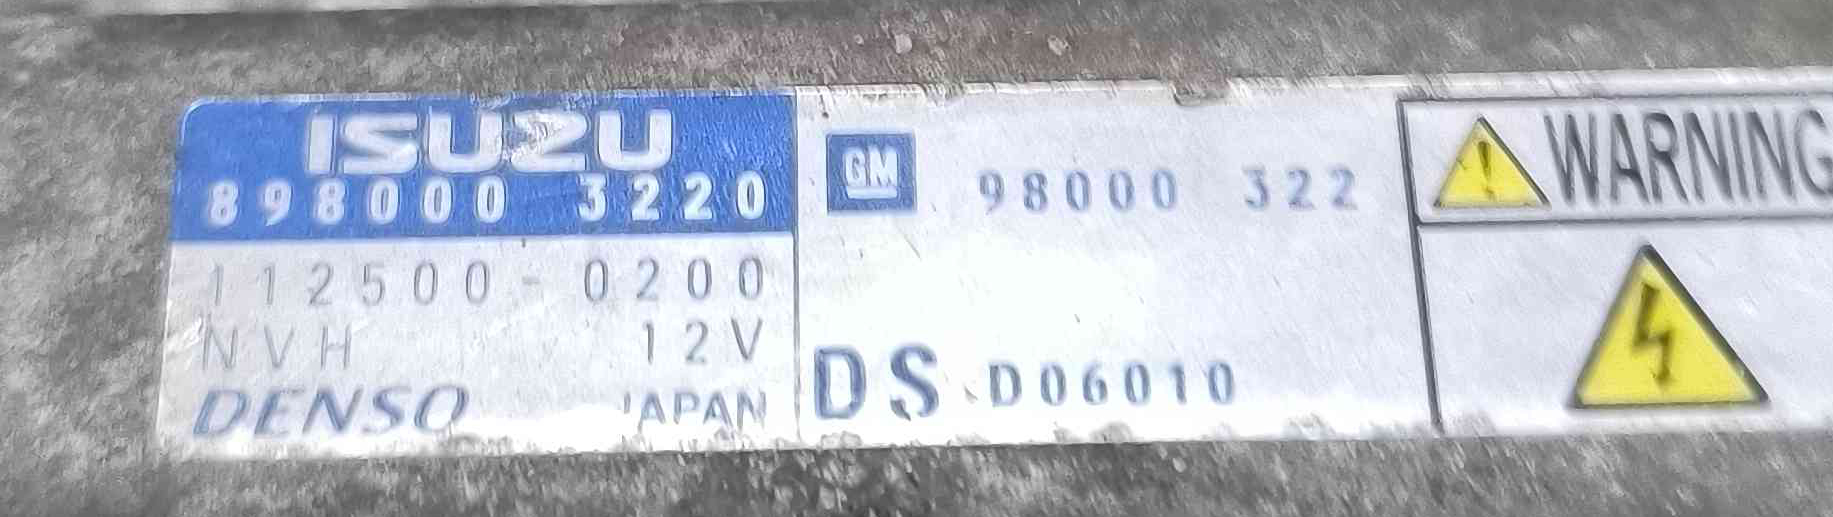 ISUZU
898000 3220
112500-0200
NVH 12V
DENSO JAPAN
GM 98000 322
DS D06010
WARNING